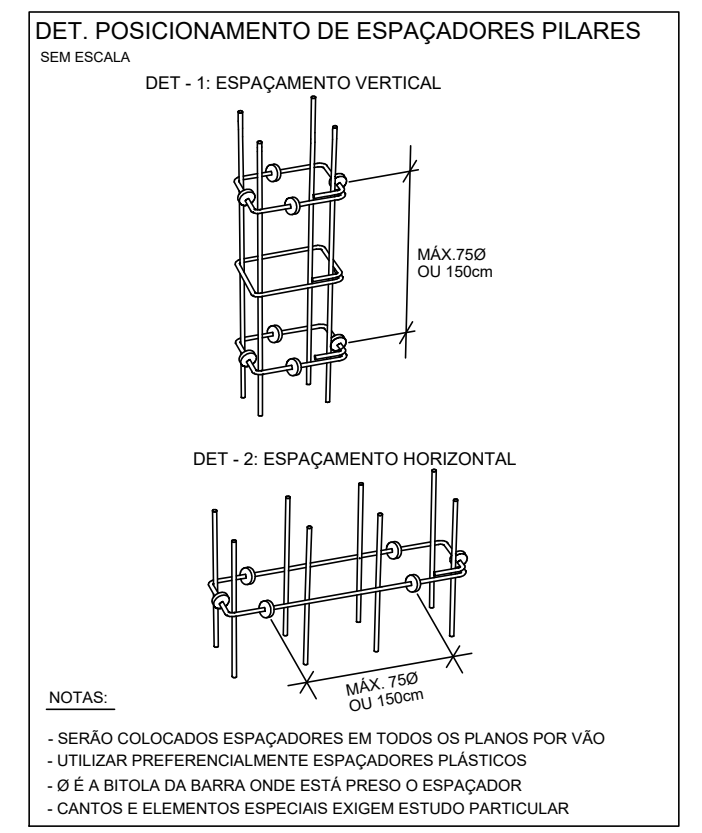 DET. POSICIONAMENTO DE ESPAÇADORES PILARES
SEM ESCALA
DET - 1: ESPAÇAMENTO VERTICAL
MÁX.75Ø
OU 150cm
DET - 2: ESPAÇAMENTO HORIZONTAL
MÁX. 75Ø
OU 150cm
NOTAS:
- SERÃO COLOCADOS ESPAÇADORES EM TODOS OS PLANOS POR VÃO
- UTILIZAR PREFERENCIALMENTE ESPAÇADORES PLÁSTICOS
- Ø É A BITOLA DA BARRA ONDE ESTÁ PRESO O ESPAÇADOR
- CANTOS E ELEMENTOS ESPECIAIS EXIGEM ESTUDO PARTICULAR